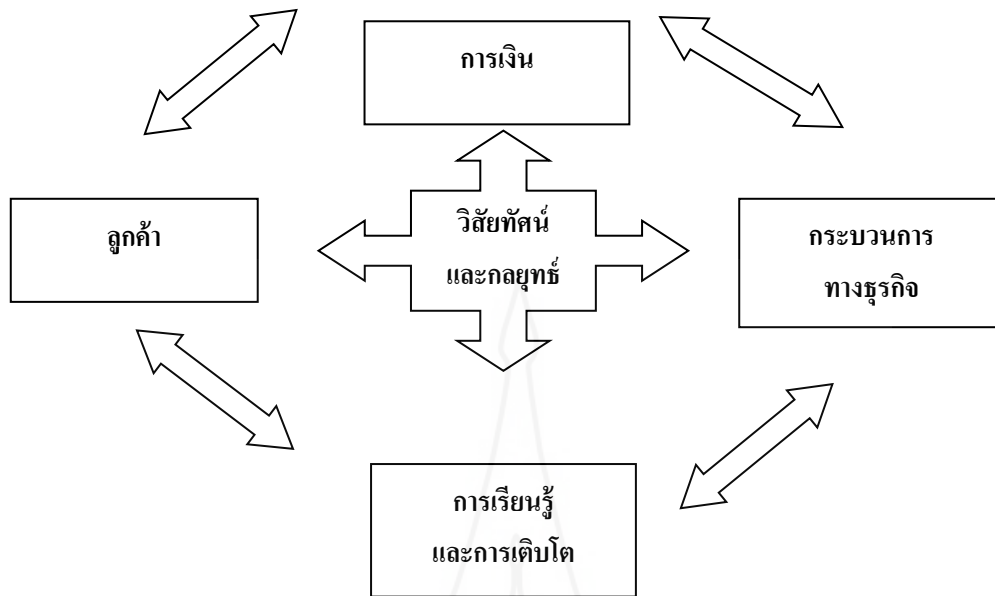 การเงิน
ลูกค้า
วิสัยทัศน์
และกลยุทธ์
กระบวนการ
ทางธุรกิจ
การเรียนรู้
และการเติบโต